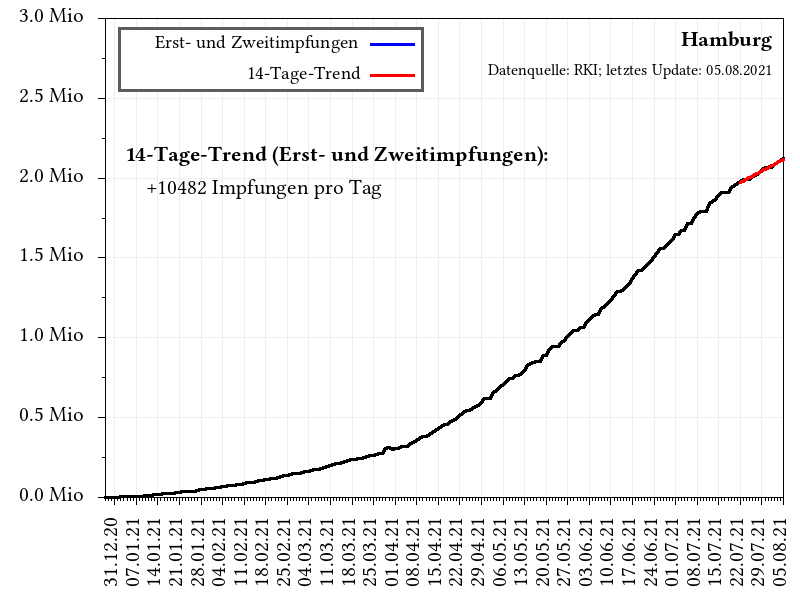 3.0 Mio
2.5 Mio
2.0 Mio
1.5 Mio
1.0 Mio
0.5 Mio
0.0 Mio
Erst- und Zweitimpfungen
14-Tage-Trend
Hamburg
Datenquelle: RKI; letztes Update: 05.08.2021
14-Tage-Trend (Erst- und Zweitimpfungen):
+10482 Impfungen pro Tag
31.12.20
07.01.21
14.01.21
21.01.21
28.01.21
04.02.21
11.02.21
18.02.21
25.02.21
04.03.21
11.03.21
18.03.21
25.03.21
01.04.21
08.04.21
15.04.21
22.04.21
29.04.21
06.05.21
13.05.21
20.05.21
27.05.21
03.06.21
10.06.21
17.06.21
24.06.21
01.07.21
08.07.21
15.07.21
22.07.21
29.07.21
05.08.21